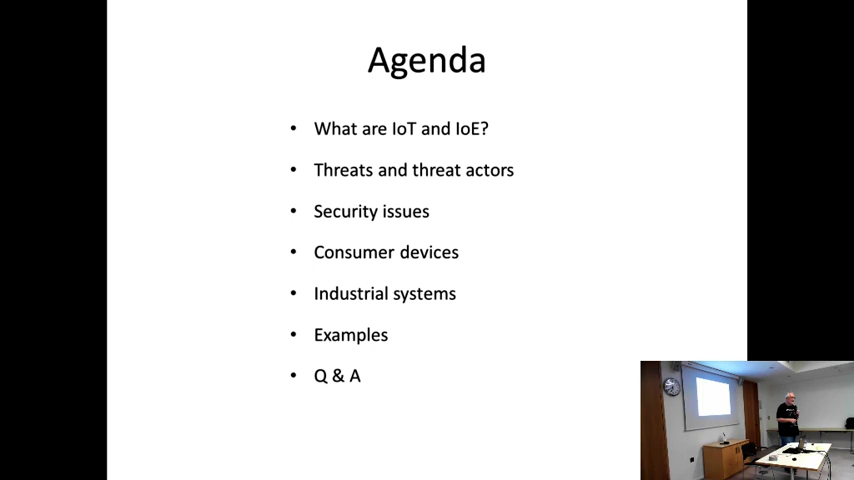 Agenda
• What are IoT and IoE?
• Threats and threat actors
• Security issues
• Consumer devices
• Industrial systems
• Examples
• Q & A